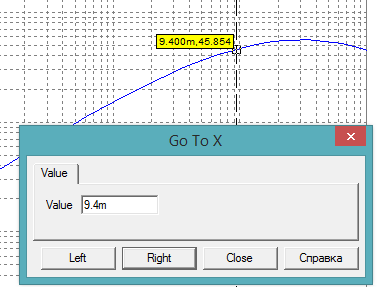 9.400m,45.854
Go To X
Value
Value 9.4m
Left Right Close Справка